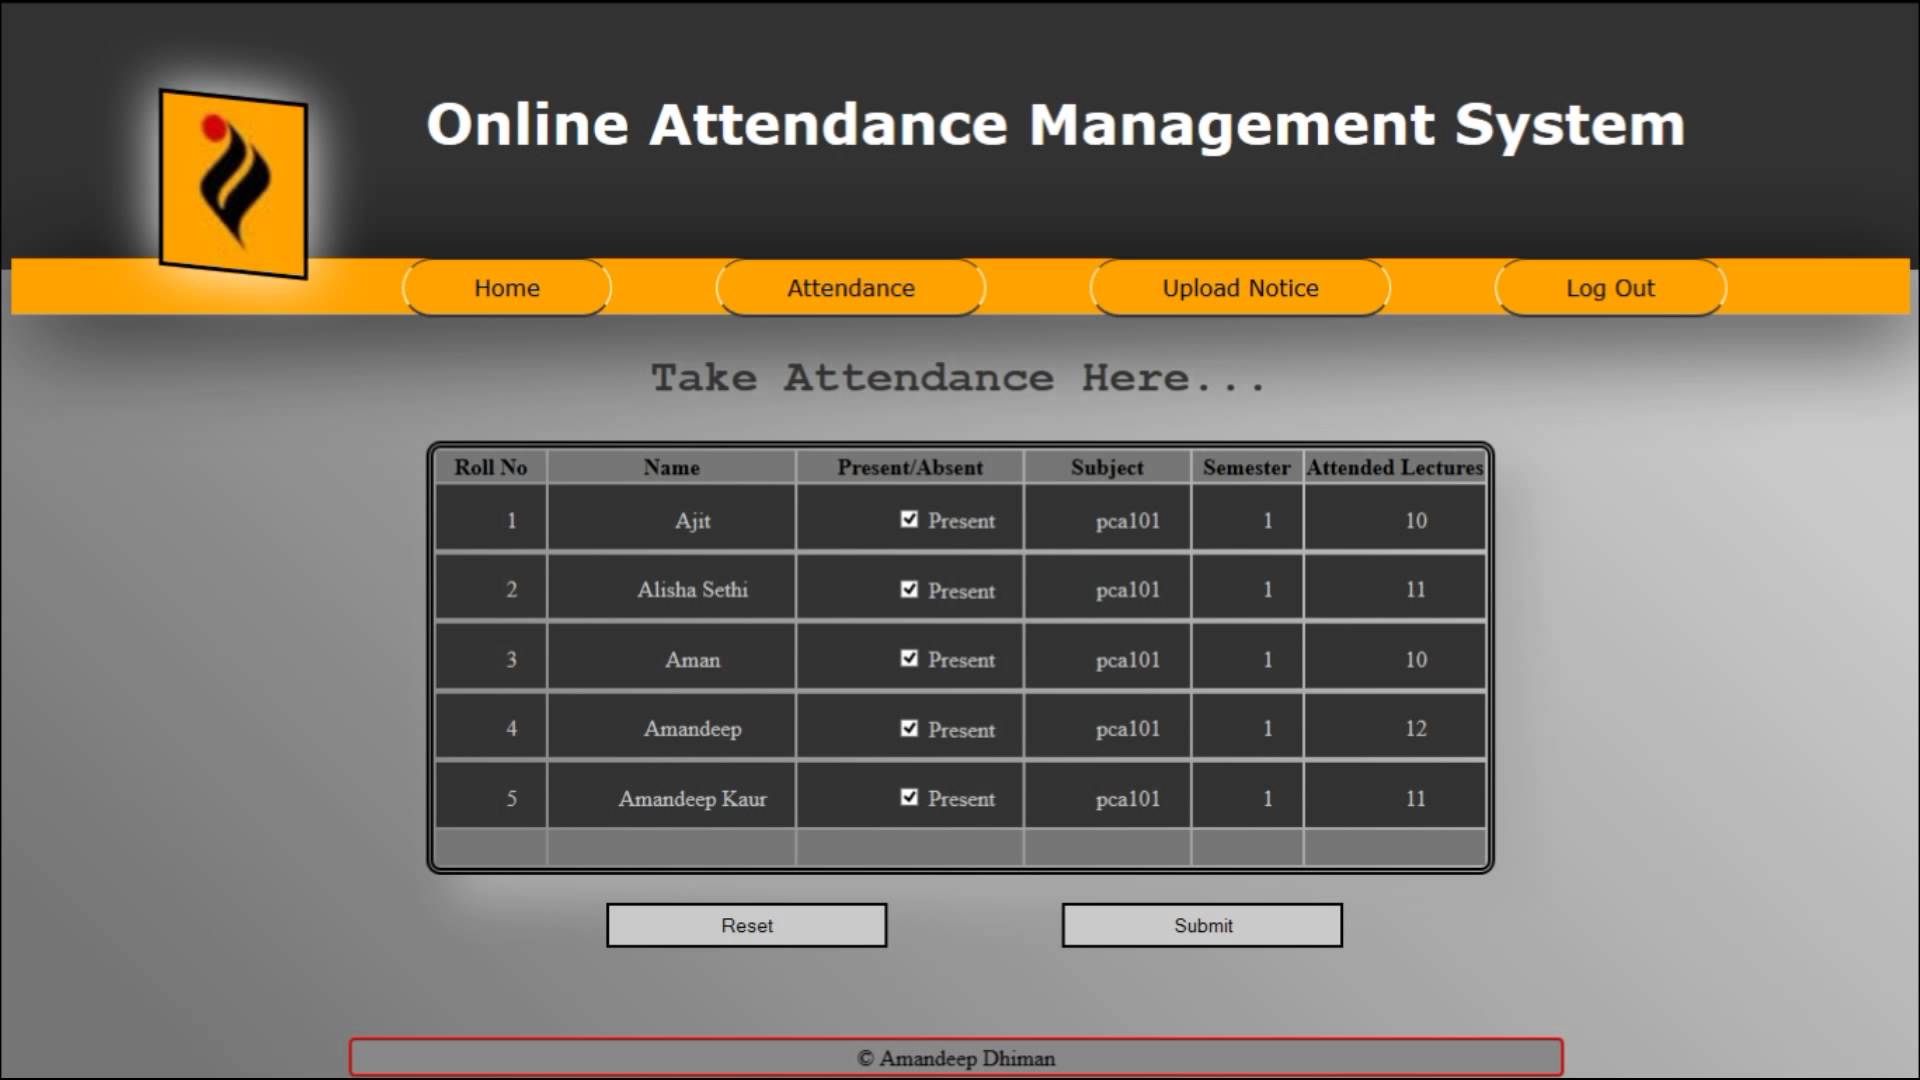 Online Attendance Management System
Home Attendance Upload Notice Log Out
Take Attendance Here...
Roll No Name Present/Absent Subject Semester Attended Lectures
1 Ajit Present pca101 1 10
2 Alisha Sethi Present pca101 1 11
3 Aman Present pca101 1 10
4 Amandeep Present pca101 1 12
5 Amandeep Kaur Present pca101 1 11
Reset Submit
© Amandeep Dhiman